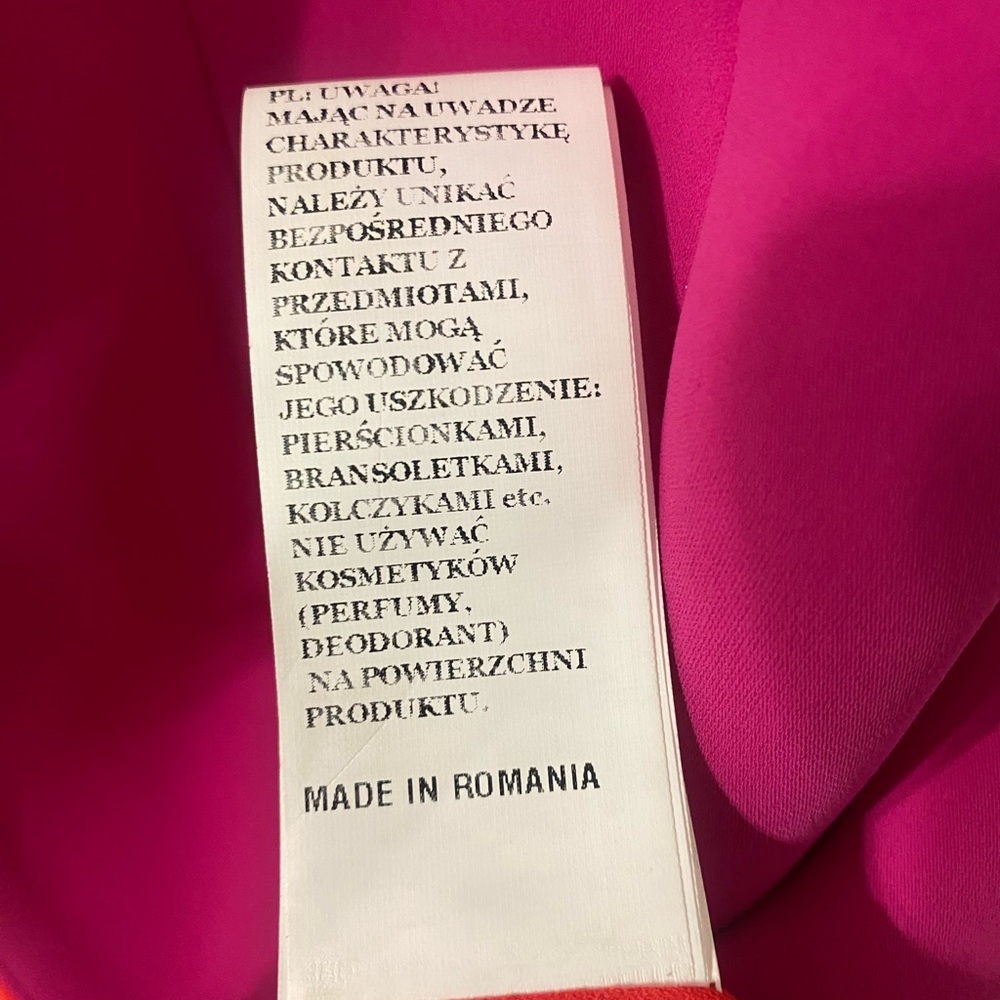 PL: UWAGA!
MAJĄC NA UWADZE
CHARAKTERYSTYKĘ
PRODUKTU,
NALEŻY UNIKAĆ
BEZPOŚREDNIEGO
KONTAKTU Z
PRZEDMIOTAMI,
KTÓRE MOGĄ
SPOWODOWAĆ
JEGO USZKODZENIE:
PIERŚCIONKAMI,
BRANSOLETKAMI,
KOLCZYKAMI etc.
NIE UŻYWAĆ
KOSMETYKÓW
(PERFUMY,
DEODORANT)
NA POWIERZCHNI
PRODUKTU.
MADE IN ROMANIA